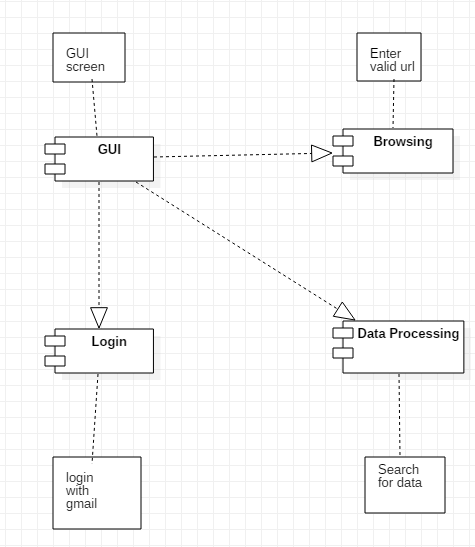 GUI
screen
Enter
valid url
GUI
Browsing
Login
Data Processing
login
with
gmail
Search
for data